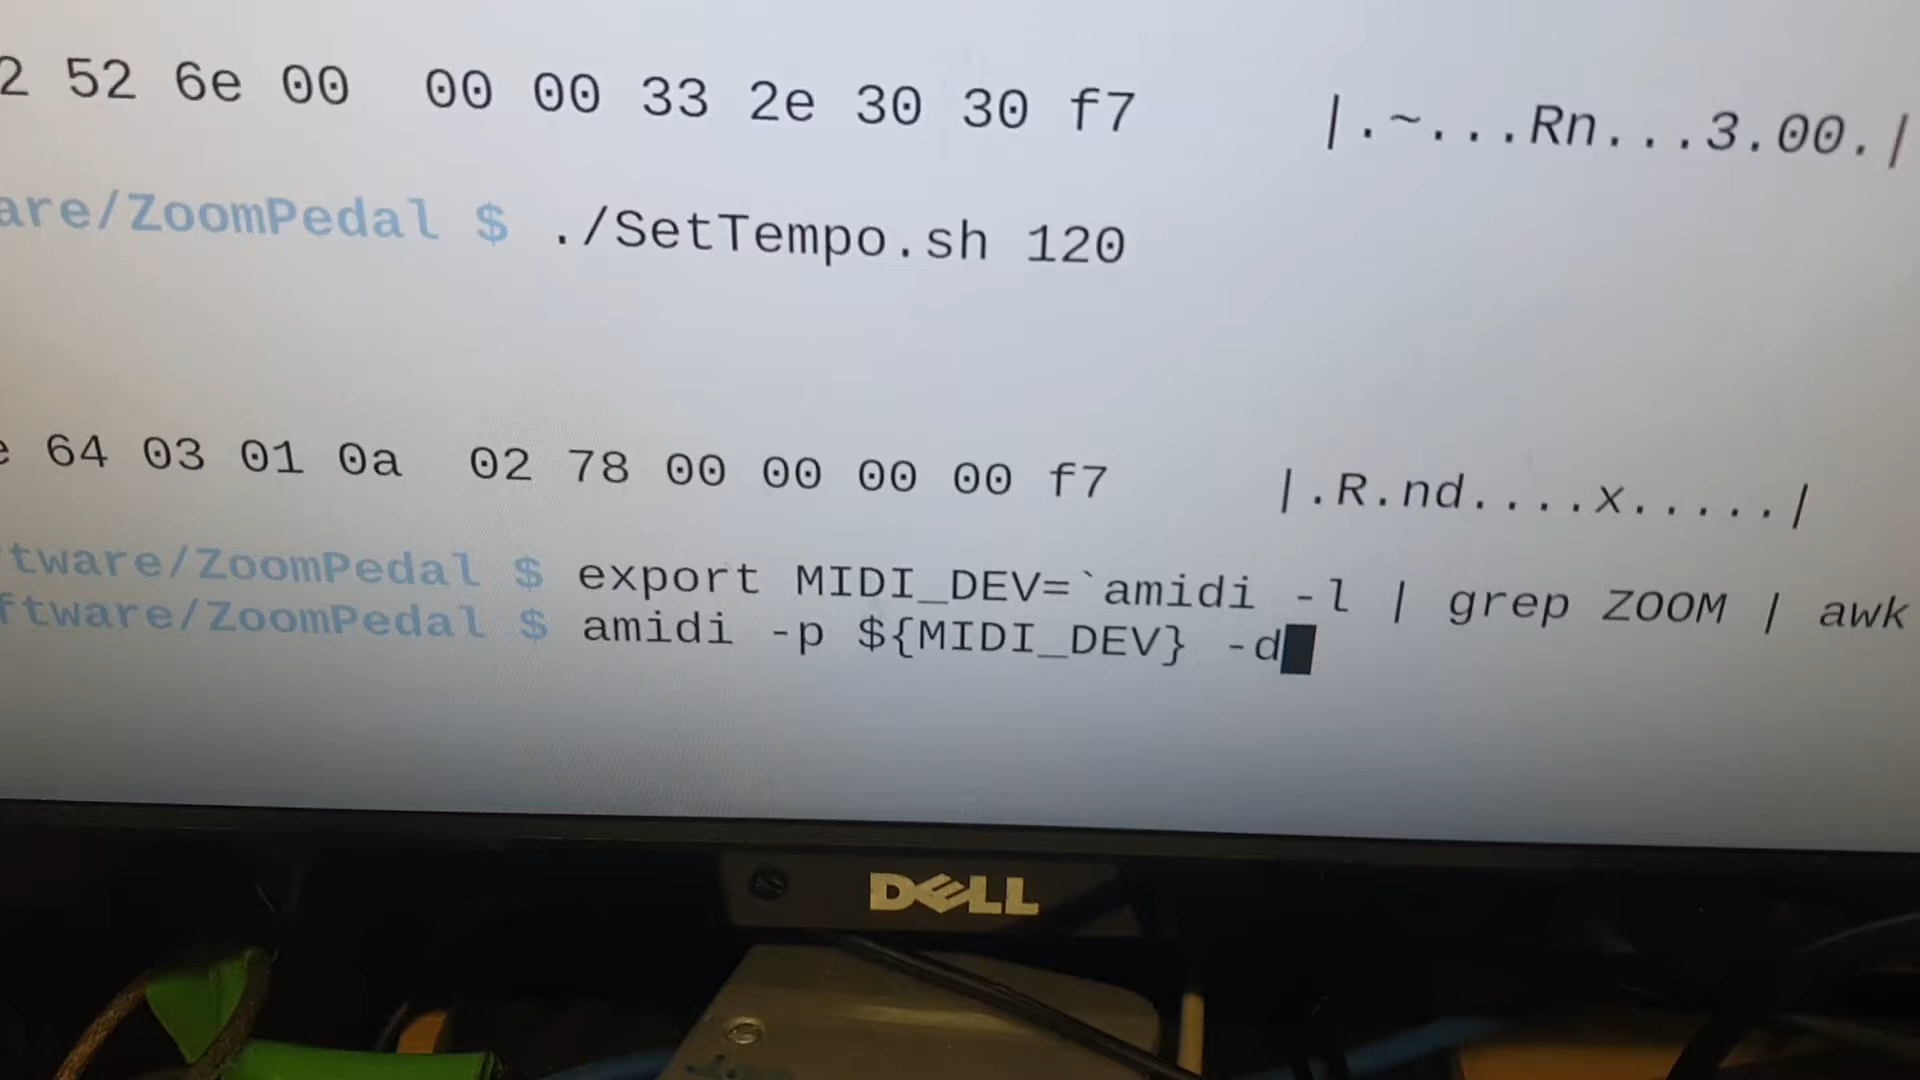 2 52 6e 00 00 00 33 2e 30 30 f7 |.~...Rn...3.00.|
are/ZoomPedal $ ./SetTempo.sh 120
e 64 03 01 0a 02 78 00 00 00 00 f7 |.R.nd....x.....|
tware/ZoomPedal $ export MIDI_DEV=`amidi -l | grep ZOOM | awk
ftware/ZoomPedal $ amidi -p ${MIDI_DEV} -d
DELL